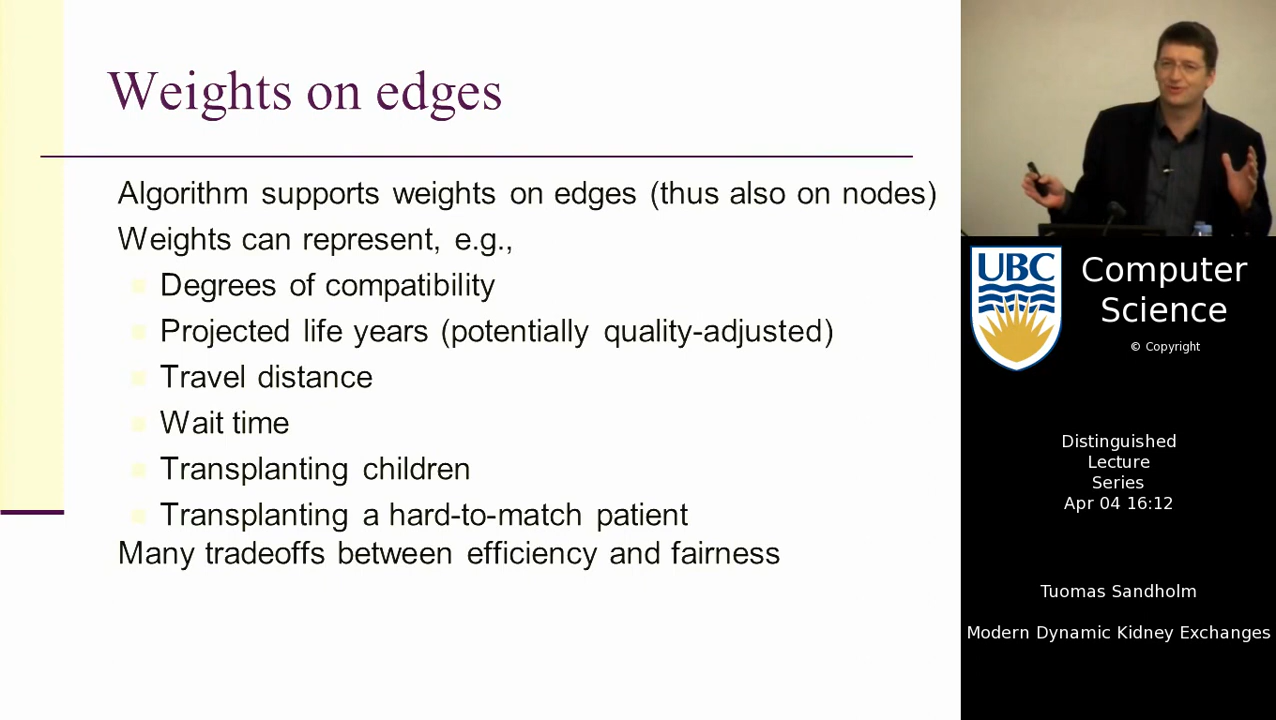 Weights on edges
Algorithm supports weights on edges (thus also on nodes)
Weights can represent, e.g.,
Degrees of compatibility
Projected life years (potentially quality-adjusted)
Travel distance
Wait time
Transplanting children
Transplanting a hard-to-match patient
Many tradeoffs between efficiency and fairness
UBC
Computer
Science
© Copyright
Distinguished
Lecture
Series
Apr 04 16:12
Tuomas Sandholm
Modern Dynamic Kidney Exchanges